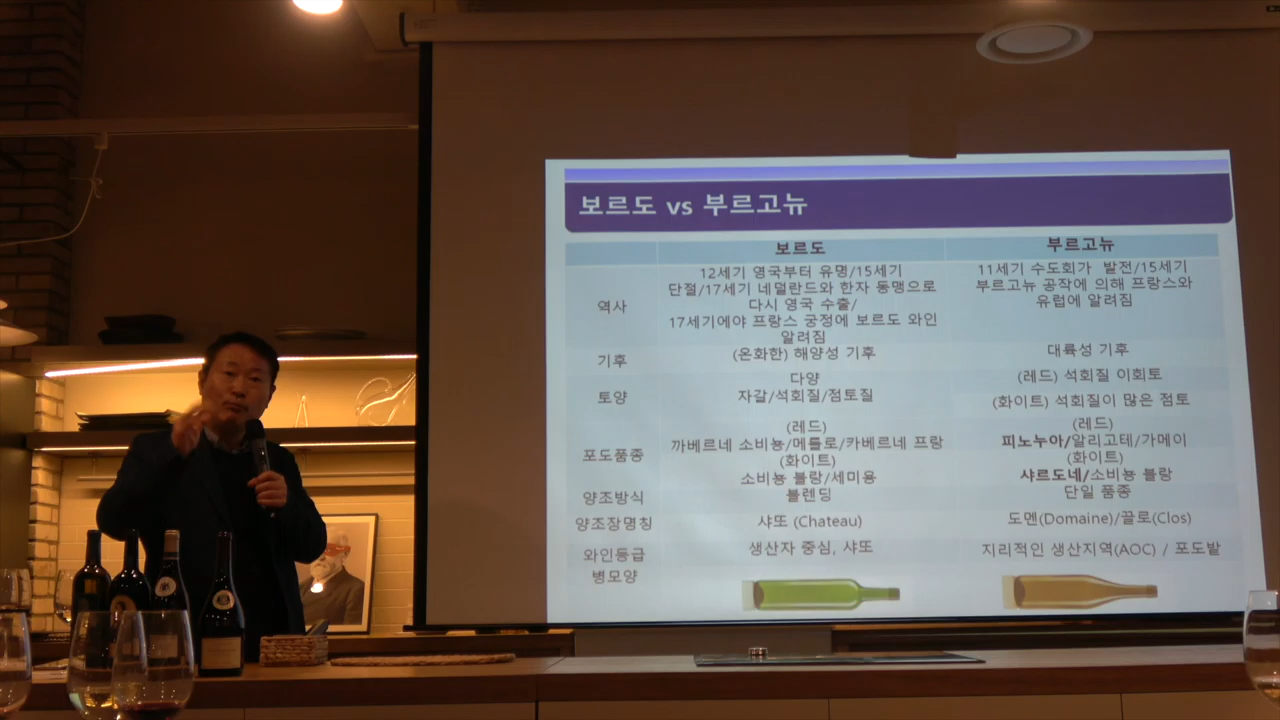 보르도 vs 부르고뉴
보르도
부르고뉴
역사
12세기 영국부터 유명/15세기
단절/17세기 네덜란드와 한자 동맹으로
다시 영국 수출/
17세기에야 프랑스 궁정에 보르도 와인
알려짐
11세기 수도회가 발전/15세기
부르고뉴 공작에 의해 프랑스와
유럽에 알려짐
기후
(온화한) 해양성 기후
대륙성 기후
토양
다양
자갈/석회질/점토질
(레드) 석회질 이회토
(화이트) 석회질이 많은 점토
포도품종
(레드)
까베르네 소비뇽/메를로/카베르네 프랑
(화이트)
소비뇽 블랑/세미용
(레드)
피노누아/알리고테/가메이
(화이트)
샤르도네/소비뇽 블랑
양조방식
블렌딩
단일 품종
양조장명칭
샤또 (Chateau)
도멘(Domaine)/끌로(Clos)
와인등급
생산자 중심, 샤또
지리적인 생산지역(AOC) / 포도밭
병모양